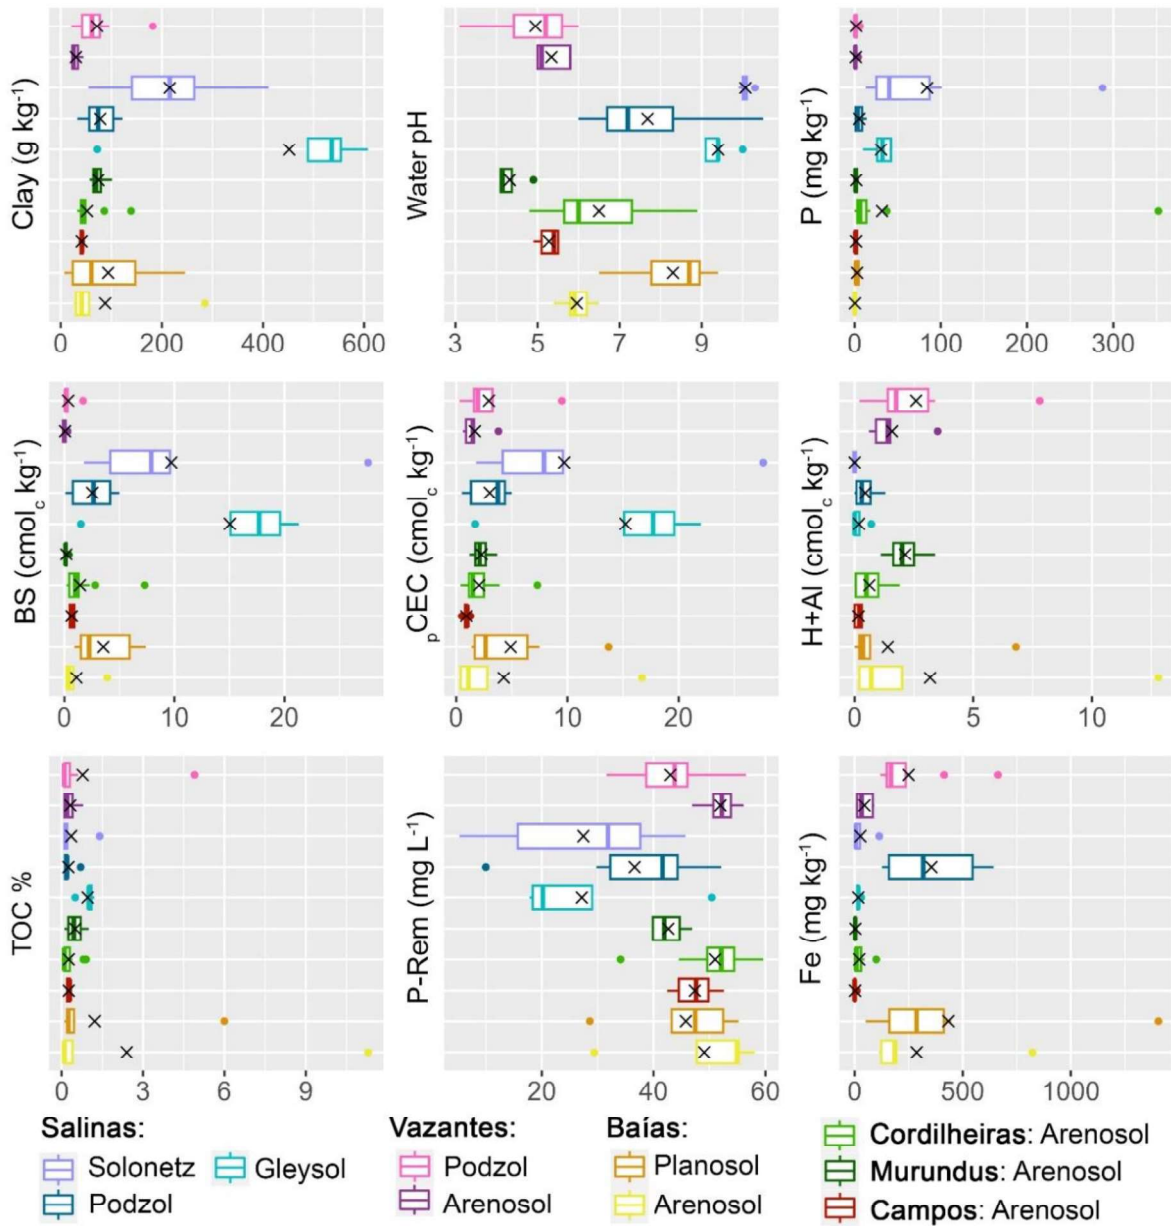 Clay (g kg⁻¹)
0 200 400 600
Water pH
3 5 7 9
P (mg kg⁻¹)
0 100 200 300
BS (cmolc kg⁻¹)
0 10 20
pCEC (cmolc kg⁻¹)
0 10 20
H+Al (cmolc kg⁻¹)
0 5 10
TOC %
0 3 6 9
P-Rem (mg L⁻¹)
20 40 60
Fe (mg kg⁻¹)
0 500 1000
Salinas:
Solonetz Gleysol
Podzol
Vazantes:
Podzol
Arenosol
Baías:
Planosol
Arenosol
Cordilheiras: Arenosol
Murundus: Arenosol
Campos: Arenosol